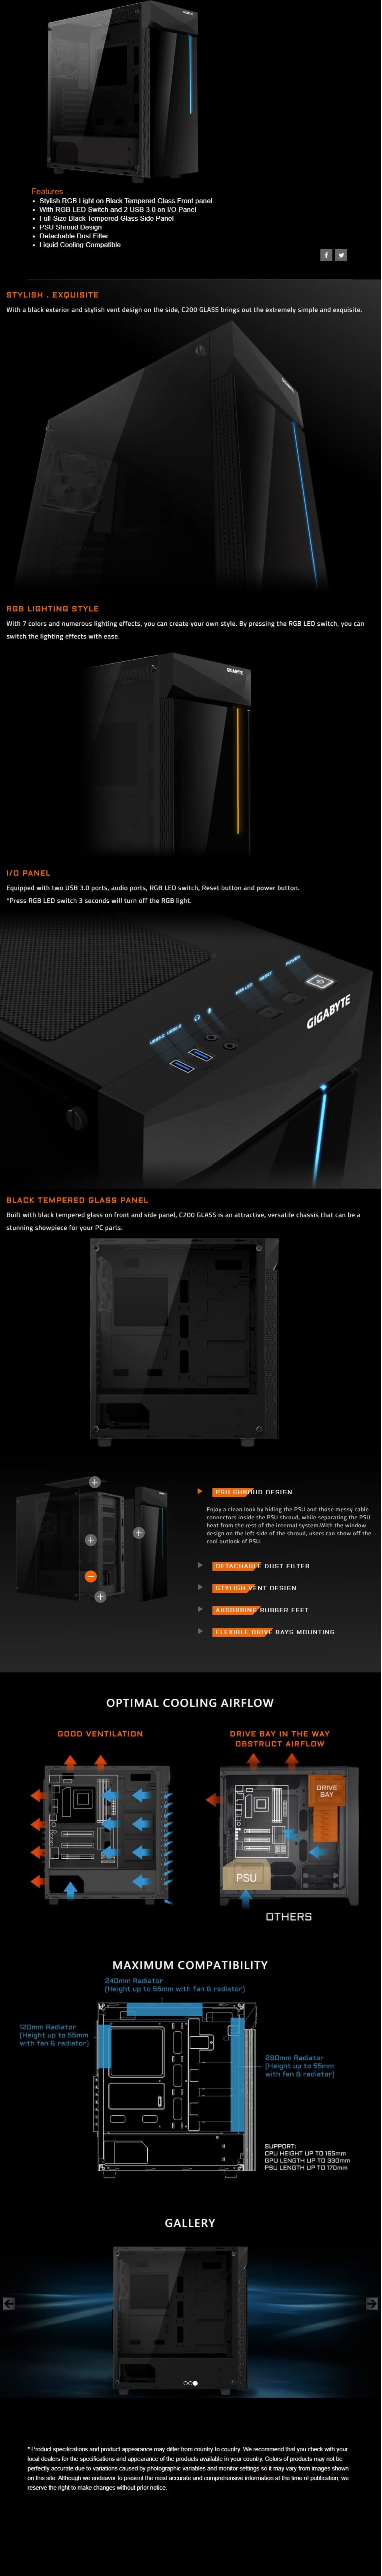 GIGABYTE
Features
Stylish RGB Light on Black Tempered Glass Front panel
With RGB LED Switch and 2 USB 3.0 on I/O Panel
Full-Size Black Tempered Glass Side Panel
PSU Shroud Design
Detachable Dust Filter
Liquid Cooling Compatible
STYLISH . EXQUISITE
With a black exterior and stylish vent design on the side, C200 GLASS brings out the extremely simple and exquisite.
RGB LIGHTING STYLE
With 7 colors and numerous lighting effects, you can create your own style. By pressing the RGB LED switch, you can
switch the lighting effects with ease.
GIGABYTE
I/O PANEL
Equipped with two USB 3.0 ports, audio ports, RGB LED switch, Reset button and power button.
*Press RGB LED switch 3 seconds will turn off the RGB light.
USB3.0 USB3.0
RGB LED
RESET
POWER
GIGABYTE
BLACK TEMPERED GLASS PANEL
Built with black tempered glass on front and side panel, C200 GLASS is an attractive, versatile chassis that can be a
stunning showpiece for your PC parts.
PSU SHROUD DESIGN
Enjoy a clean look by hiding the PSU and those messy cable
connectors inside the PSU shroud, while separating the PSU
heat from the rest of the internal system.With the window
design on the left side of the shroud, users can show off the
cool outlook of PSU.
DETACHABLE DUST FILTER
STYLISH VENT DESIGN
ABSORBING RUBBER FEET
FLEXIBLE DRIVE BAYS MOUNTING
OPTIMAL COOLING AIRFLOW
GOOD VENTILATION
DRIVE BAY IN THE WAY
OBSTRUCT AIRFLOW
DRIVE
BAY
PSU
OTHERS
MAXIMUM COMPATIBILITY
240mm Radiator
(Height up to 55mm with fan & radiator)
120mm Radiator
(Height up to 55mm
with fan & radiator)
280mm Radiator
(Height up to 55mm
with fan & radiator)
SUPPORT:
CPU HEIGHT UP TO 165mm
GPU LENGTH UP TO 330mm
PSU LENGTH UP TO 170mm
GALLERY
* Product specifications and product appearance may differ from country to country. We recommend that you check with your
local dealers for the specifications and appearance of the products available in your country. Colors of products may not be
perfectly accurate due to variations caused by photographic variables and monitor settings so it may vary from images shown
on this site. Although we endeavor to present the most accurate and comprehensive information at the time of publication, we
reserve the right to make changes without prior notice.